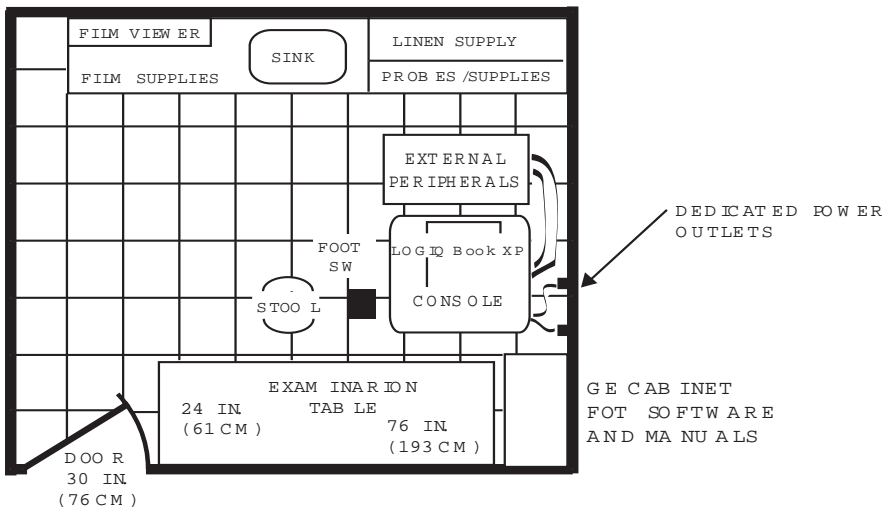 FILM VIEWER
SINK
LINEN SUPPLY
FILM SUPPLIES
PROBES/SUPPLIES
EXTERNAL
PERIPHERALS
DEDICATED POWER
OUTLETS
FOOT
SW
LOGIQ Book XP
STOOL
CONSOLE
EXAMINARION
TABLE
24 IN.
(61CM)
76 IN.
(193CM)
GE CABINET
FOT SOFTWARE
AND MANUALS
DOOR
30 IN.
(76CM)